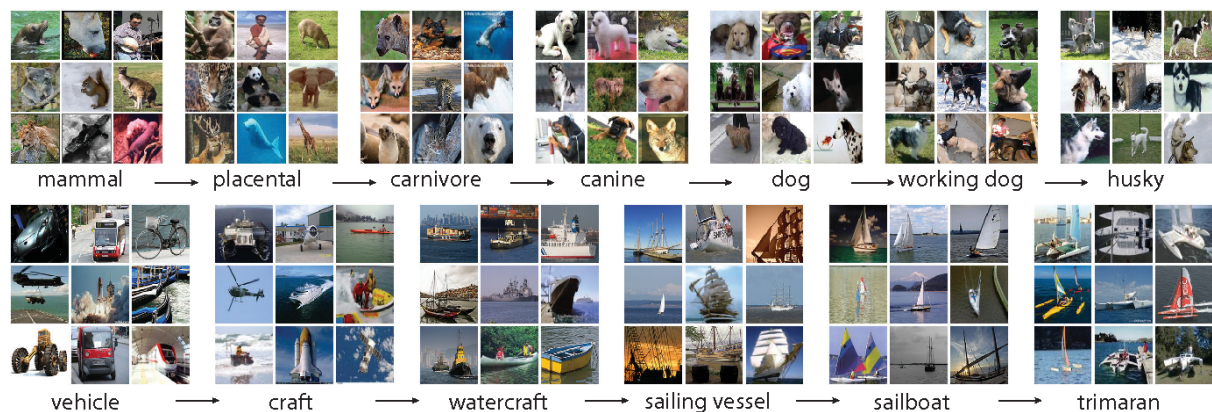 mammal → placental → carnivore → canine → dog → working dog → husky
vehicle → craft → watercraft → sailing vessel → sailboat → trimaran